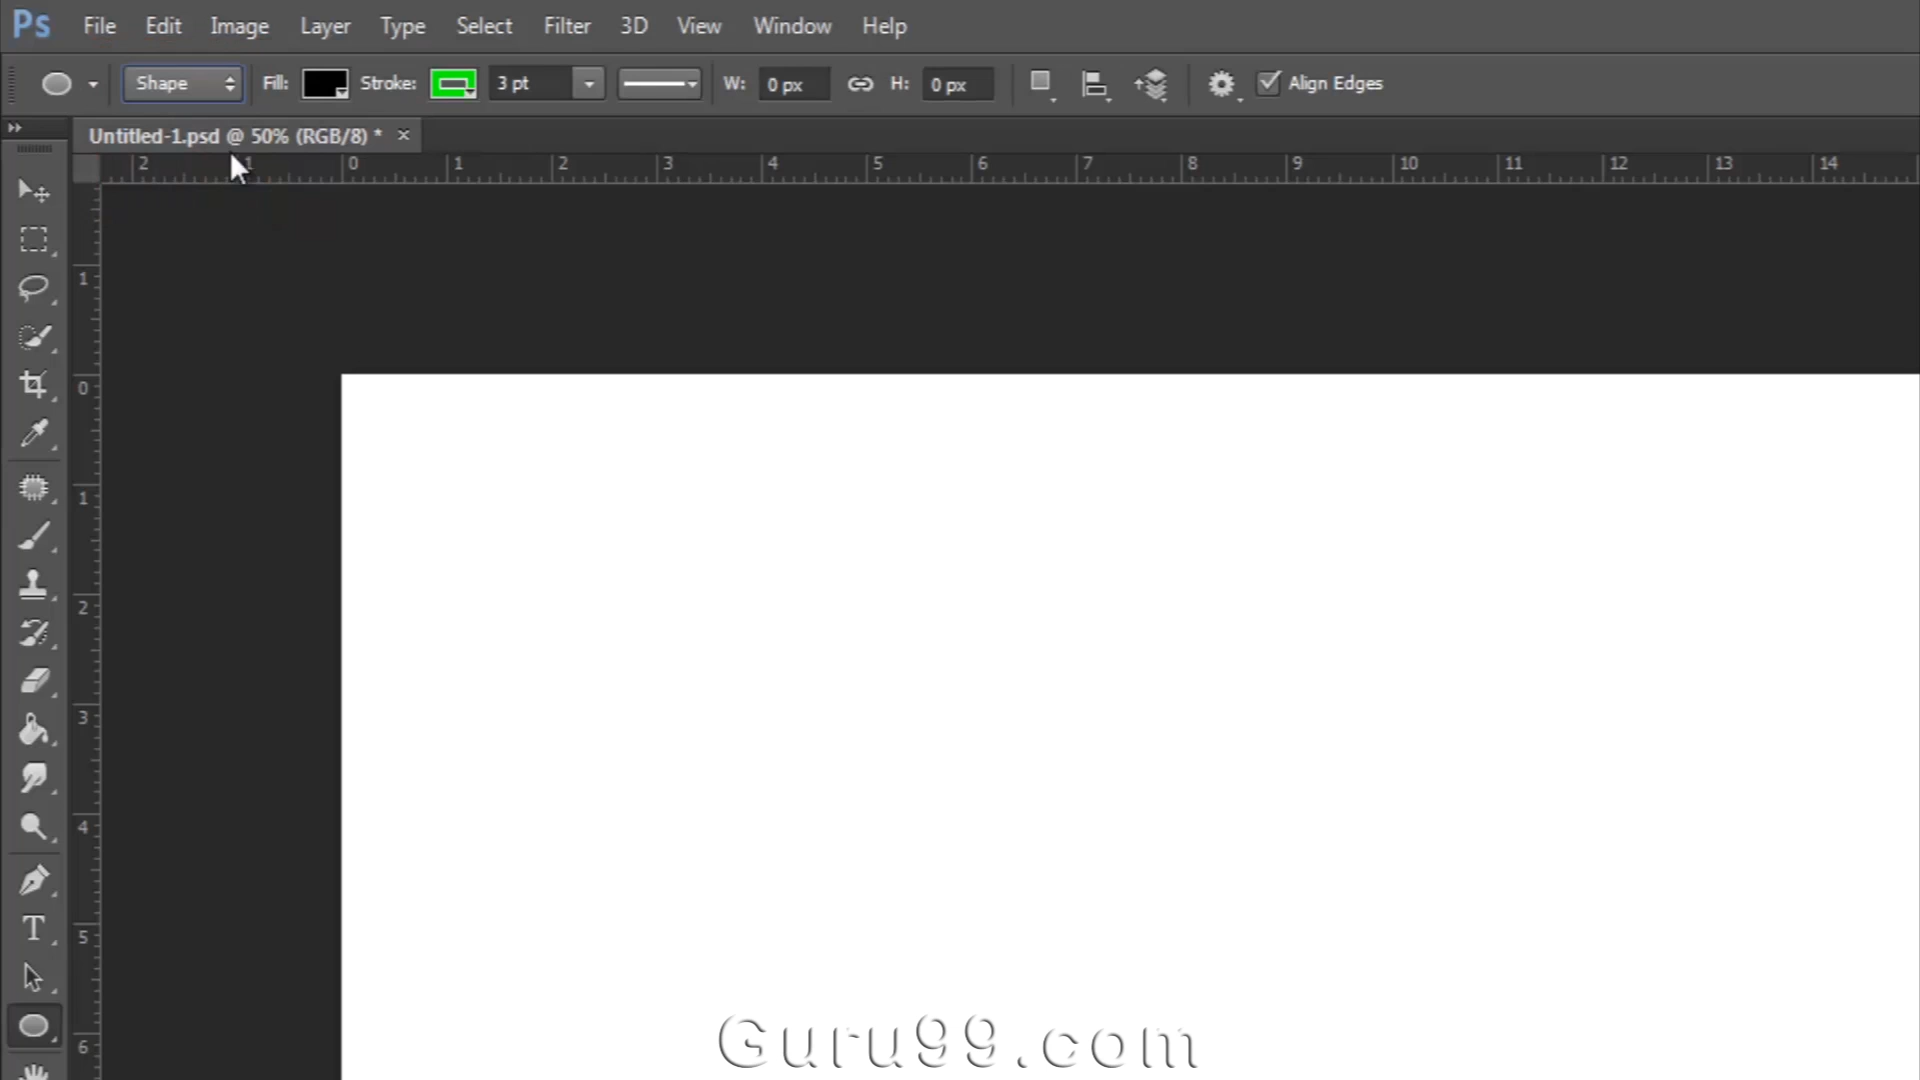 Ps File Edit Image Layer Type Select Filter 3D View Window Help
Shape Fill: Stroke: 3 pt W: 0 px H: 0 px Align Edges
Untitled-1.psd @ 50% (RGB/8) * ×
2 1 0 1 2 3 4 5 6 7 8 9 10 11 12 13 14
1
0
1
2
3
4
5
6
T
Guru99.com